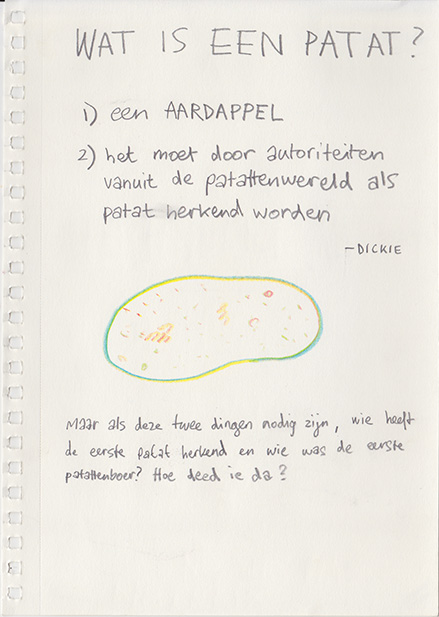 WAT IS EEN PATAT?
1) een AARDAPPEL
2) het moet door autoriteiten
vanuit de patattenwereld als
patat herkend worden
-DICKIE
Maar als deze twee dingen nodig zijn, wie heeft
de eerste patat herkend en wie was de eerste
patattenboer? Hoe deed ie da?